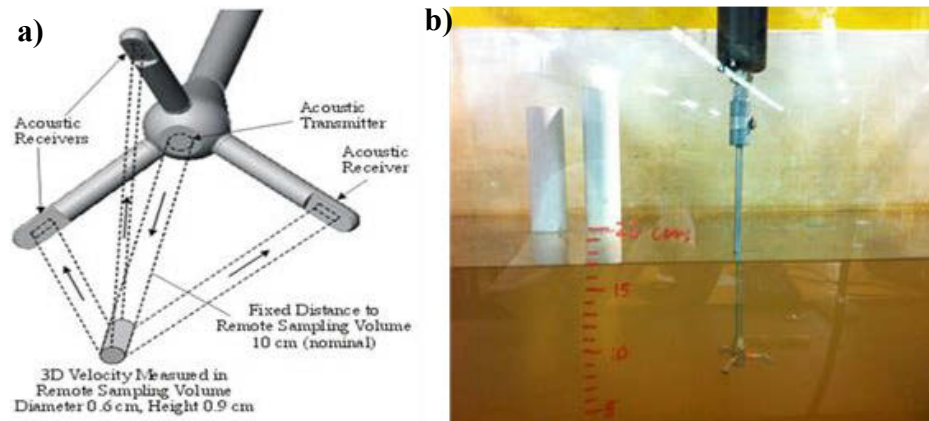 a)
Acoustic
Receivers
Acoustic
Transmitter
Acoustic
Receiver
Fixed Distance to
Remote Sampling Volume
10 cm (nominal)
3D Velocity Measured in
Remote Sampling Volume
Diameter 0.6 cm, Height 0.9 cm
b)
20 cms
15
10
5